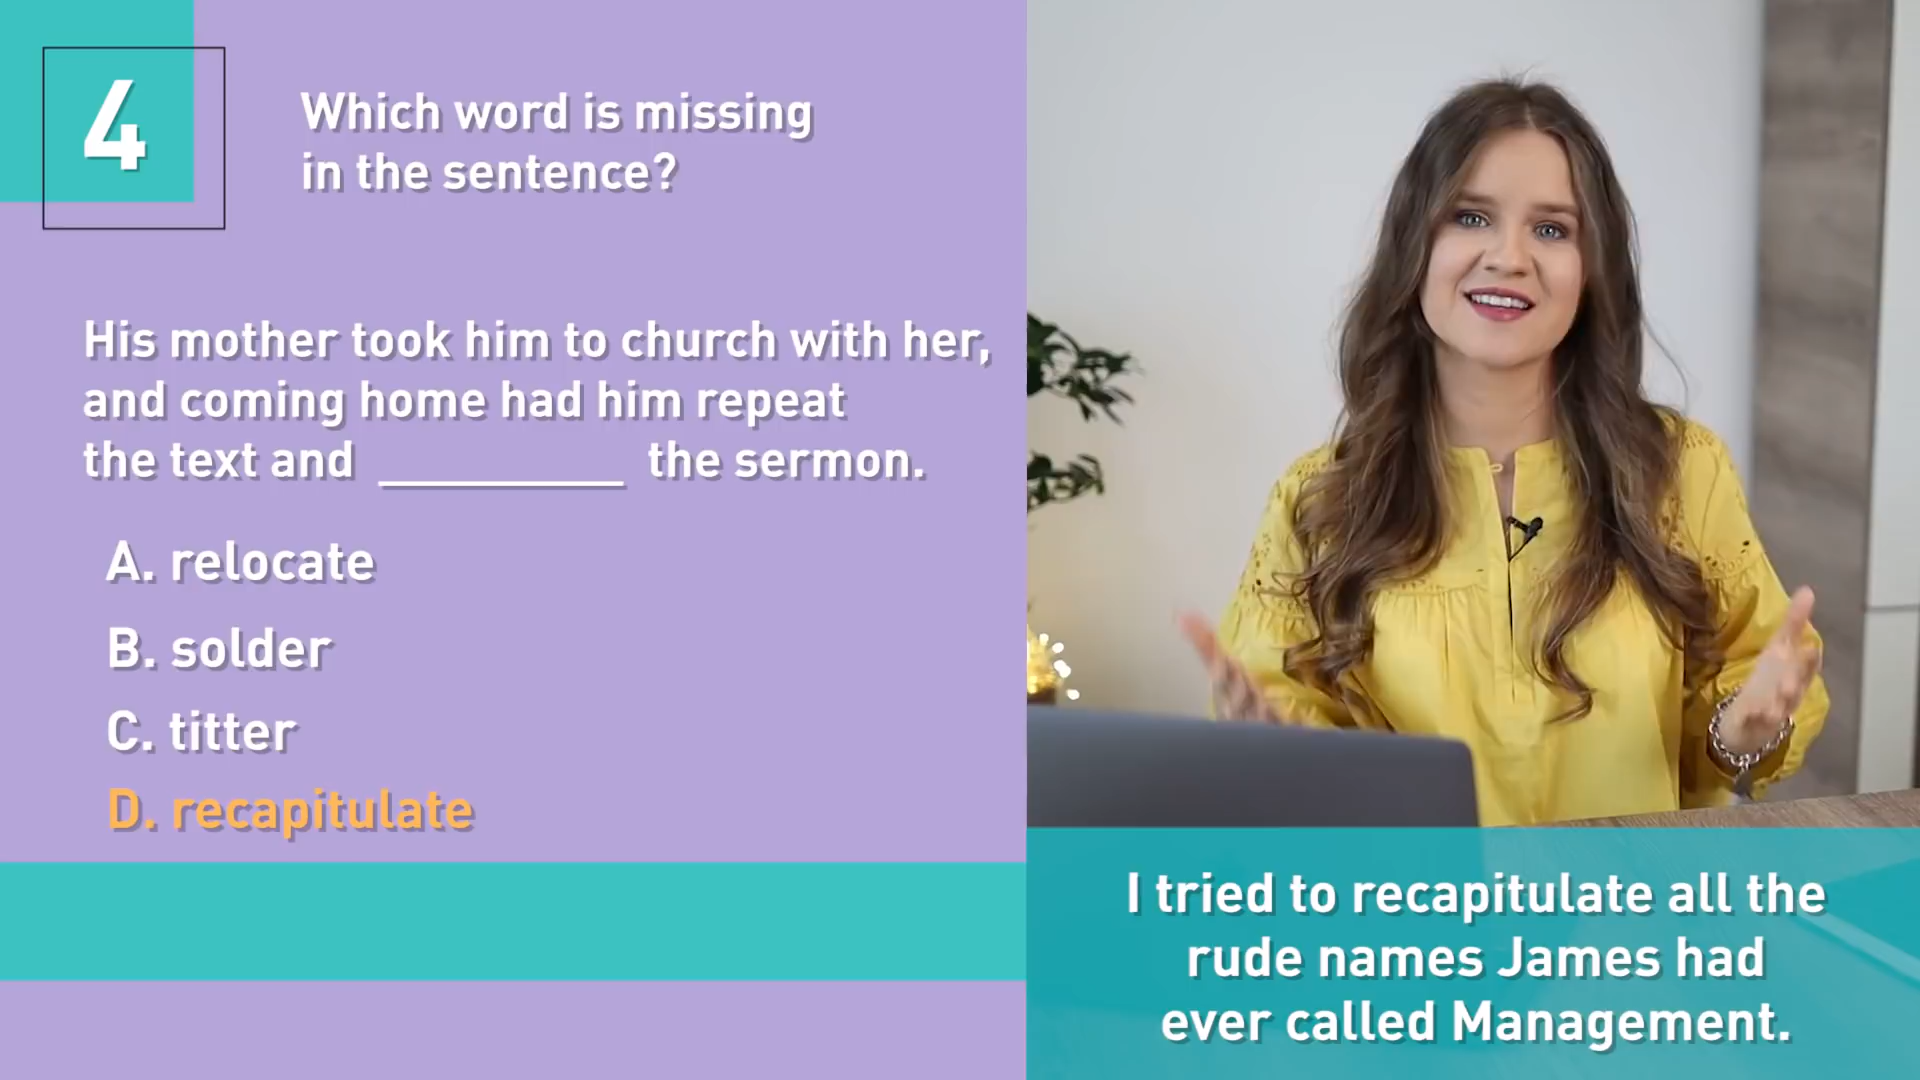 4
Which word is missing
in the sentence?
His mother took him to church with her,
and coming home had him repeat
the text and __________ the sermon.
A. relocate
B. solder
C. titter
D. recapitulate
I tried to recapitulate all the
rude names James had
ever called Management.